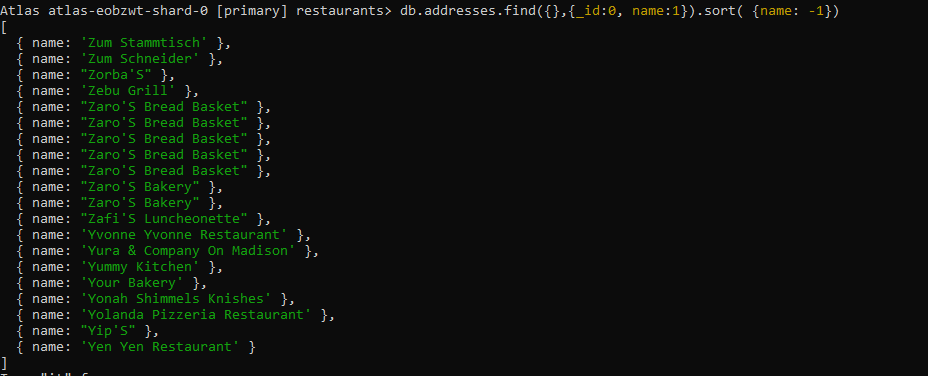 Atlas atlas-eobzwt-shard-0 [primary] restaurants> db.addresses.find({},{_id:0, name:1}).sort( {name: -1})
[
  { name: 'Zum Stammtisch' },
  { name: 'Zum Schneider' },
  { name: "Zorba'S" },
  { name: 'Zebu Grill' },
  { name: "Zaro'S Bread Basket" },
  { name: "Zaro'S Bread Basket" },
  { name: "Zaro'S Bread Basket" },
  { name: "Zaro'S Bread Basket" },
  { name: "Zaro'S Bread Basket" },
  { name: "Zaro'S Bakery" },
  { name: "Zaro'S Bakery" },
  { name: "Zafi'S Luncheonette" },
  { name: 'Yvonne Yvonne Restaurant' },
  { name: 'Yura & Company On Madison' },
  { name: 'Yummy Kitchen' },
  { name: 'Your Bakery' },
  { name: 'Yonah Shimmels Knishes' },
  { name: 'Yolanda Pizzeria Restaurant' },
  { name: "Yip'S" },
  { name: 'Yen Yen Restaurant' }
]